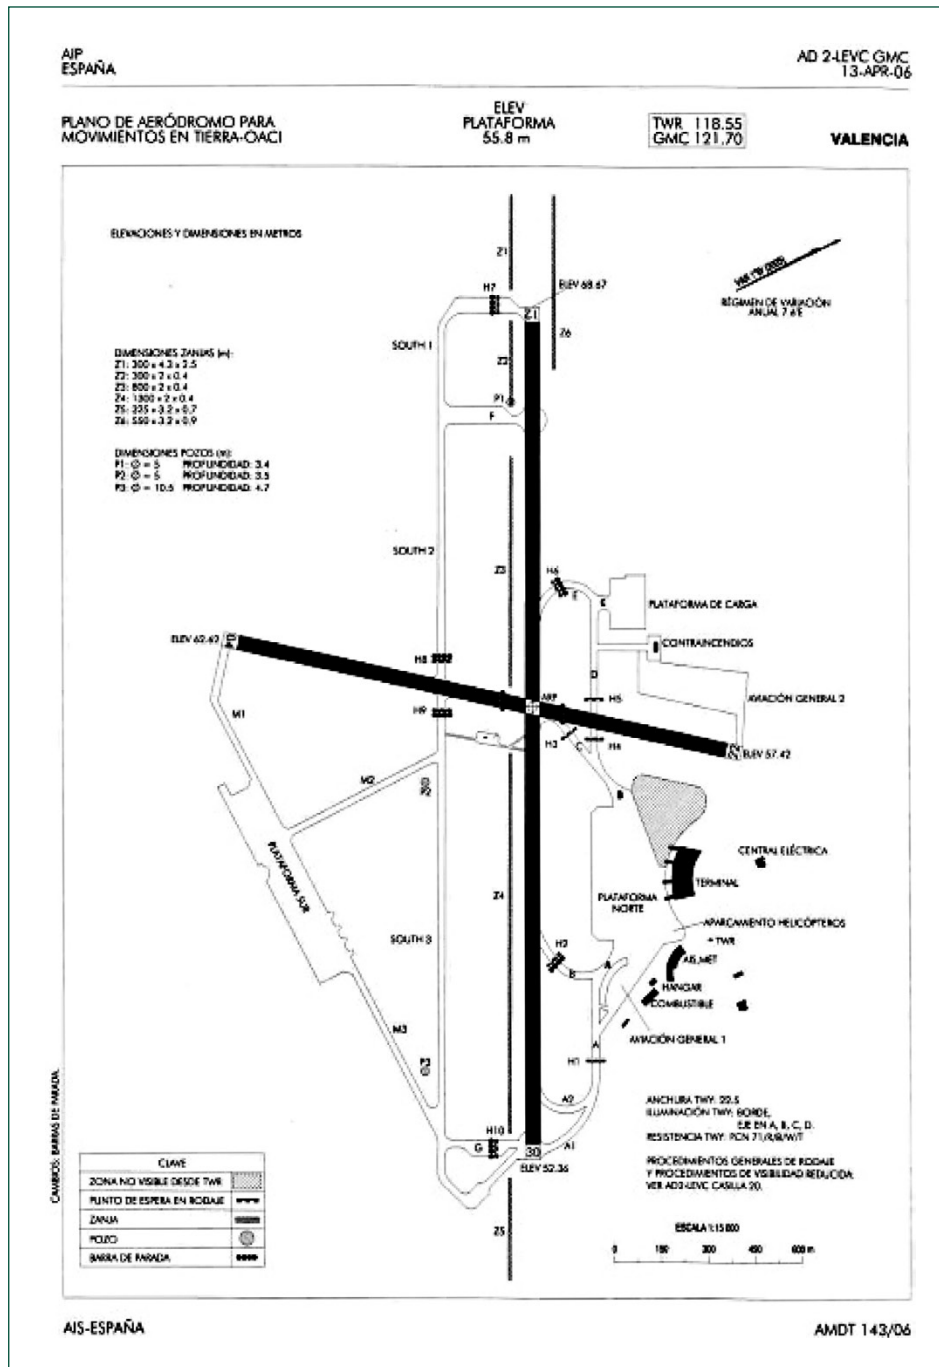 AIP
ESPAÑA
AD 2-LEVC GMC
13-APR-06
PLANO DE AERÓDROMO PARA
MOVIMIENTOS EN TIERRA-OACI
ELEV
PLATAFORMA
55.8 m
TWR 118.55
GMC 121.70
VALENCIA
ELEVACIONES Y DIMENSIONES EN METROS
VAR 1°W (2005)
RÉGIMEN DE VARIACIÓN
ANUAL 7.6'E
Z1
H7
ELEV 68.67
12
Z6
SOUTH 1
Z2
P1
F
DIMENSIONES ZANJAS (m):
Z1: 300 x 4.2 x 2.5
Z2: 300 x 2 x 0.4
Z3: 800 x 2 x 0.4
Z4: 1300 x 2 x 0.4
Z5: 325 x 3.2 x 0.7
Z6: 550 x 3.2 x 0.9
DIMENSIONES POZOS (m):
P1: Ø = 5 PROFUNDIDAD: 3.4
P2: Ø = 5 PROFUNDIDAD: 3.5
P3: Ø = 10.5 PROFUNDIDAD: 4.7
SOUTH 2
Z3
H6
E
E
PLATAFORMA DE CARGA
ELEV 62.62
CONTRAINCENDIOS
H8
D
ARP
H5
AVIACIÓN GENERAL 2
H9
M1
H3
C
H4
ELEV 57.42
M2
B
PLATAFORMA SUR
CENTRAL ELÉCTRICA
TERMINAL
PLATAFORMA
NORTE
Z4
APARCAMIENTO HELICÓPTEROS
TWR
SOUTH 3
H2
B
A
AIS, MET
HANGAR
COMBUSTIBLE
M3
AVIACIÓN GENERAL 1
A
H1
A2
H10
G
30
A1
ELEV 52.36
Z5
ANCHURA TWY: 22.5
ILUMINACIÓN TWY: BORDE,
EJE EN A, B, C, D.
RESISTENCIA TWY: PCN 71/R/B/W/T
PROCEDIMIENTOS GENERALES DE RODAJE
Y PROCEDIMIENTOS DE VISIBILIDAD REDUCIDA:
VER AD2-LEVC CASILLA 20.
ESCALA 1:15 000
0 150 300 450 600 m
CAMBIOS: BARRAS DE PARADA.
CLAVE
ZONA NO VISIBLE DESDE TWR
PUNTO DE ESPERA EN RODAJE
ZANJA
POZO
BARRA DE PARADA
AIS-ESPAÑA
AMDT 143/06